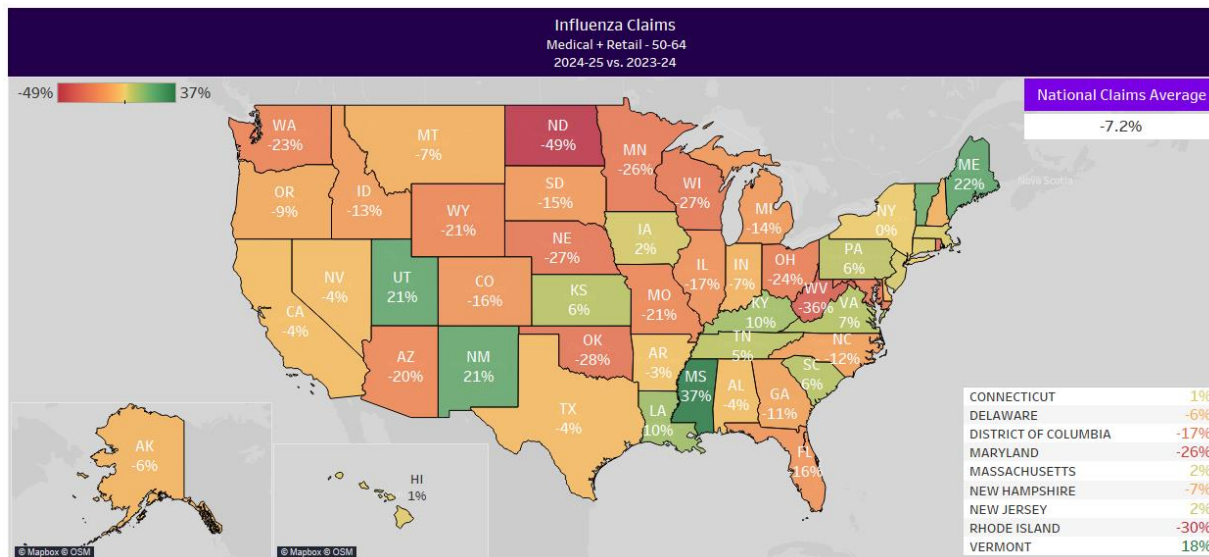 Influenza Claims
Medical + Retail - 50-64
2024-25 vs. 2023-24
-49%
37%
National Claims Average
-7.2%
WA
-23%
MT
-7%
ND
-49%
MN
-26%
ME
22%
Nova Scotia
OR
-9%
ID
-13%
WY
-21%
SD
-15%
WI
-27%
MI
-14%
NY
0%
NE
-27%
IA
2%
PA
6%
NV
-4%
UT
21%
CO
-16%
KS
6%
MO
-21%
IL
-17%
IN
-7%
OH
-24%
WV
-36%
VA
7%
CA
-4%
KY
10%
TN
5%
NC
-12%
AZ
-20%
NM
21%
OK
-28%
AR
-3%
SC
6%
MS
37%
AL
-4%
GA
-11%
TX
-4%
LA
10%
FL
-16%
AK
-6%
HI
1%
CONNECTICUT 1%
DELAWARE -6%
DISTRICT OF COLUMBIA -17%
MARYLAND -26%
MASSACHUSETTS 2%
NEW HAMPSHIRE -7%
NEW JERSEY 2%
RHODE ISLAND -30%
VERMONT 18%
© Mapbox © OSM
© Mapbox © OSM